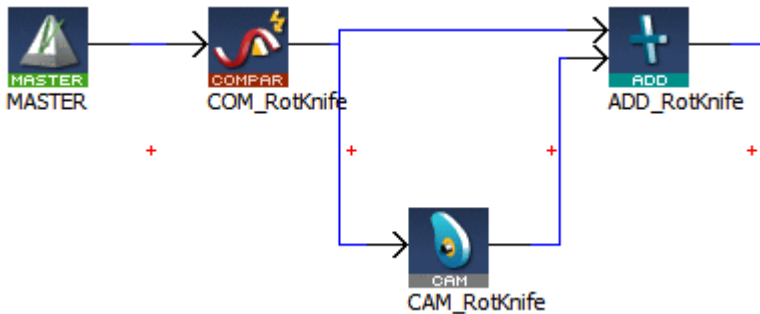 MASTER
MASTER
COMPAR
COM_RotKnife
ADD
ADD_RotKnife
CAM
CAM_RotKnife